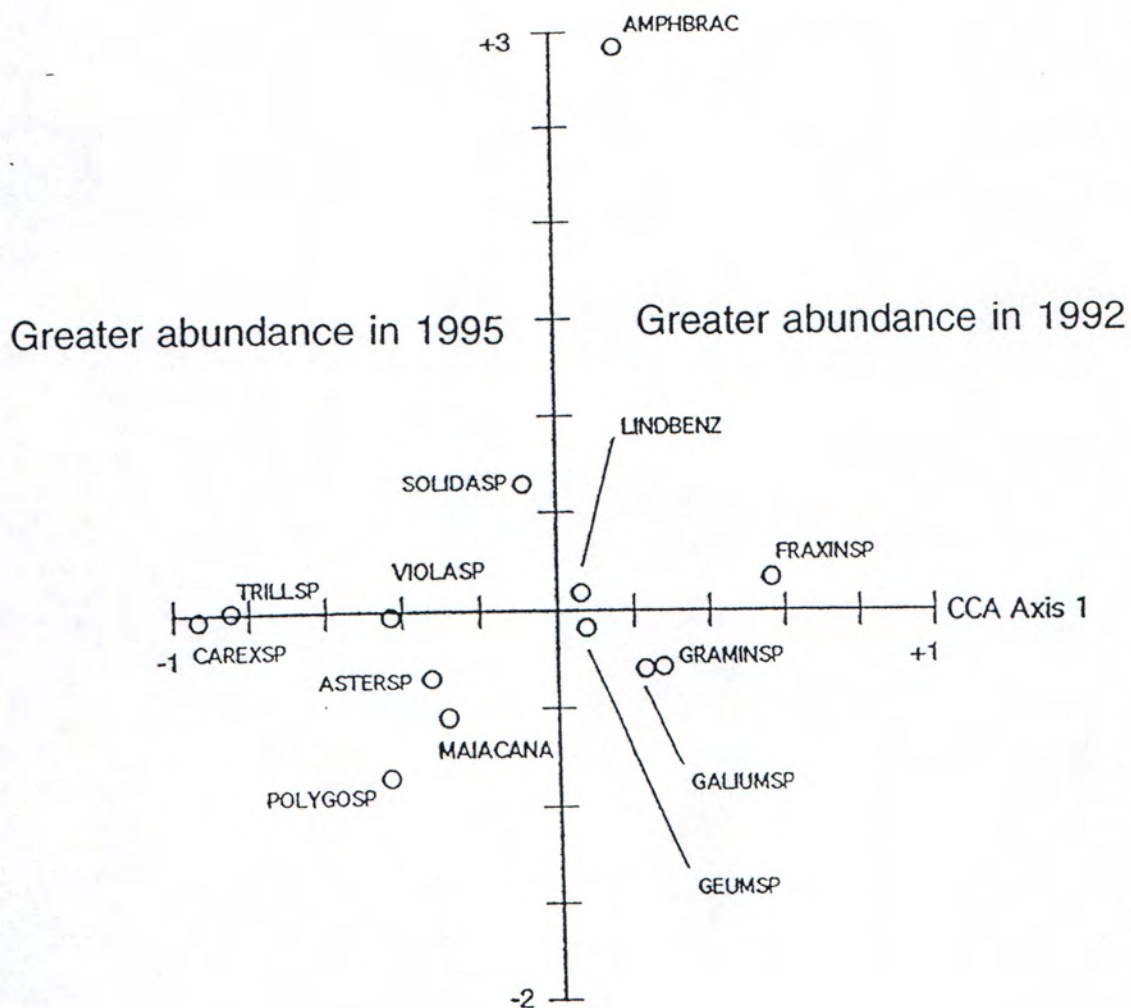 AMPHBRAC
+3
Greater abundance in 1995
Greater abundance in 1992
LINDBENZ
SOLIDASP
FRAXINSP
VIOLASP
TRILLSP
CCA Axis 1
-1
CAREXSP
GRAMINSP
+1
ASTERSP
MAIACANA
GALIUMSP
POLYGOSP
GEUMSP
-2